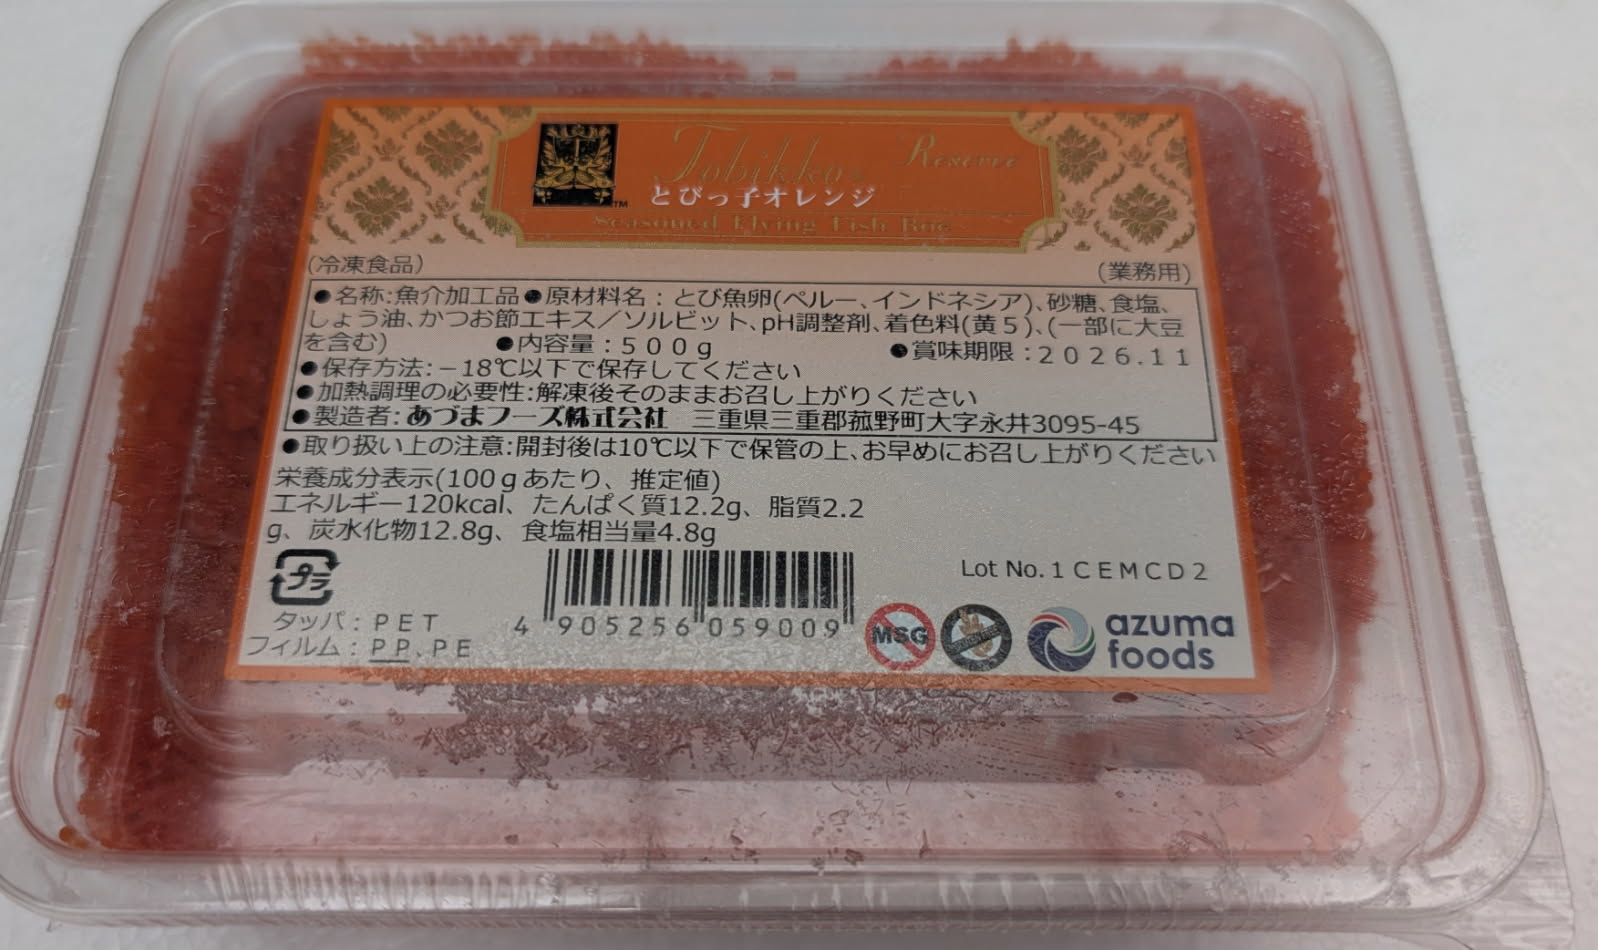 Tobikko® Reserve
とびっ子オレンジ
TM
Seasoned Flying Fish Roe
(冷凍食品)
(業務用)
●名称:魚介加工品●原材料名：とび魚卵(ペルー、インドネシア)、砂糖、食塩、
しょう油、かつお節エキス／ソルビット、pH調整剤、着色料(黄５)、(一部に大豆
を含む) ●内容量：５００g ●賞味期限：２０２６.１１
●保存方法:－18℃以下で保存してください
●加熱調理の必要性:解凍後そのままお召し上がりください
●製造者:あづまフーズ株式会社 三重県三重郡菰野町大字永井3095-45
●取り扱い上の注意:開封後は10℃以下で保管の上、お早めにお召し上がりください
栄養成分表示(100ｇあたり、推定値)
エネルギー120kcal、たんぱく質12.2g、脂質2.2
g、炭水化物12.8g、食塩相当量4.8g
プラ
タッパ：ＰＥＴ
フィルム：ＰＰ、ＰＥ
4 905256 059009
Lot No.１ＣＥＭＣＤ２
MSG
azuma
foods